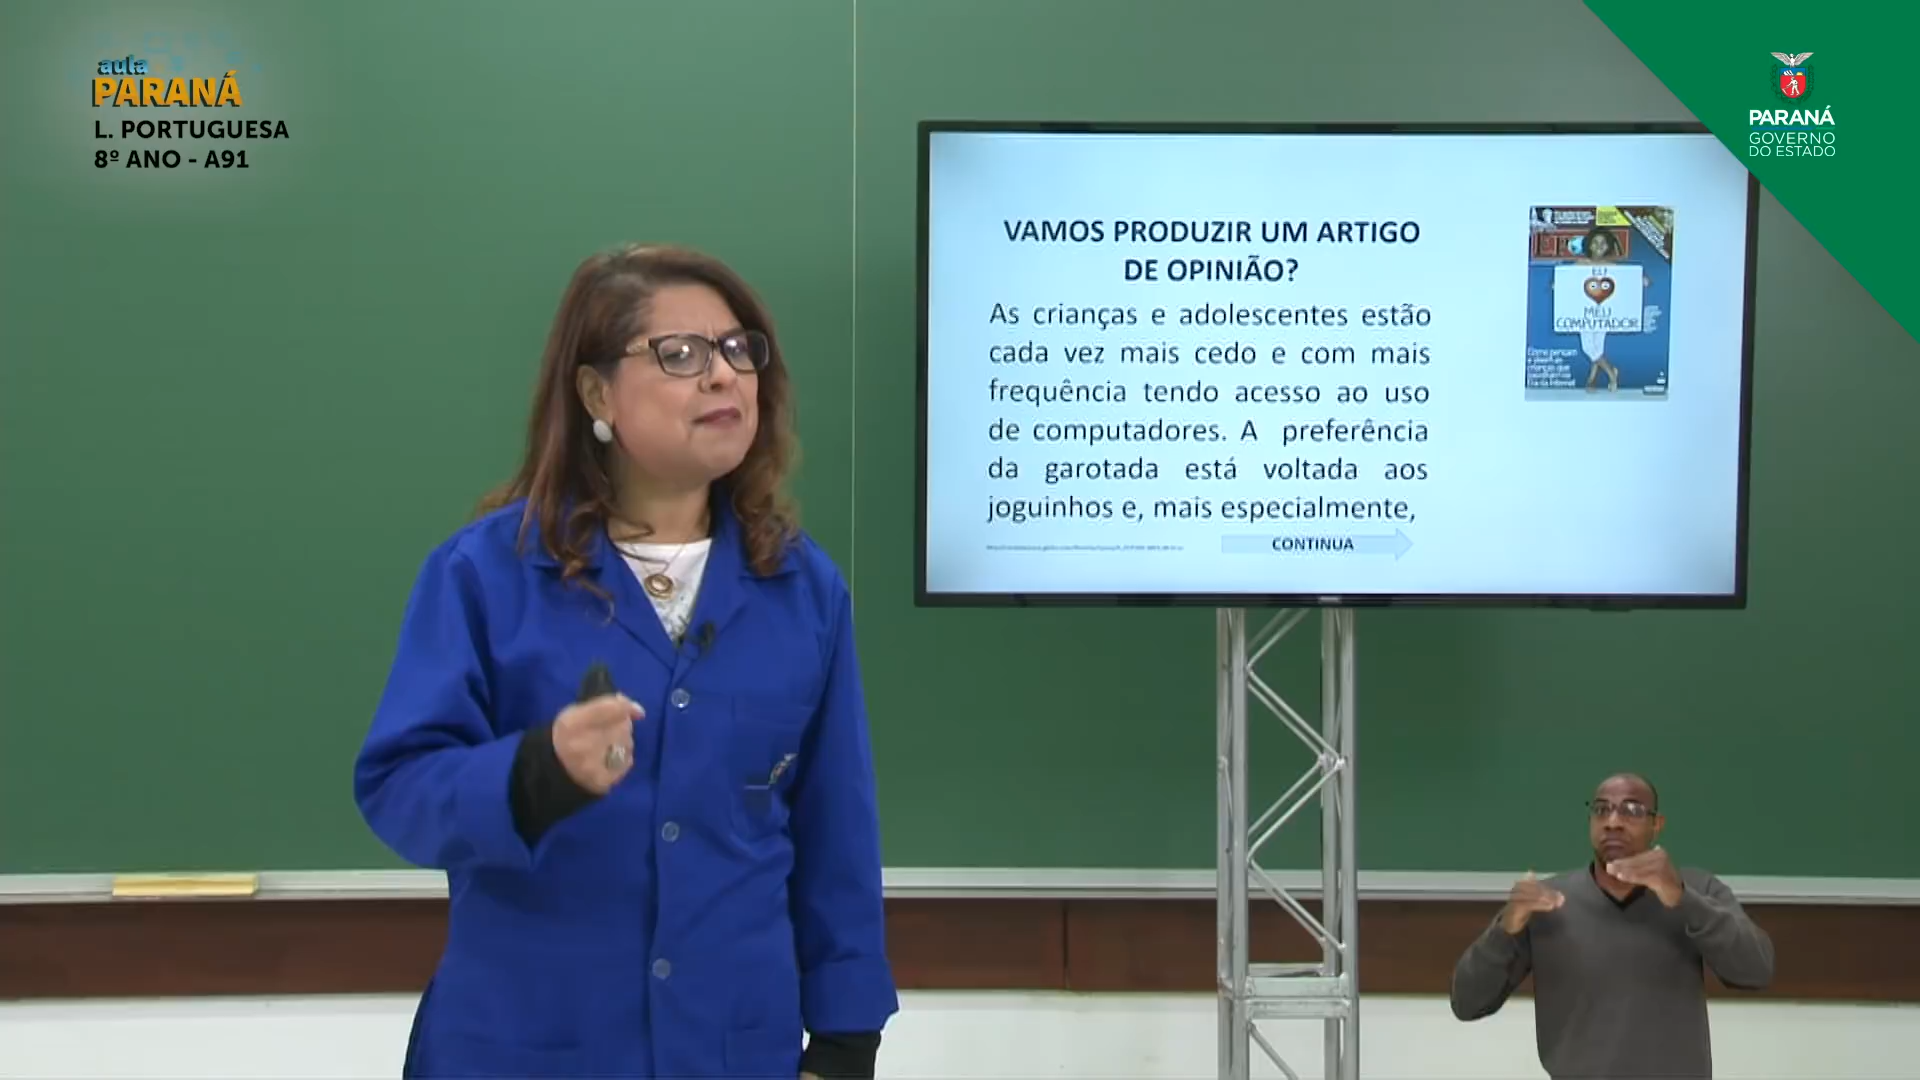 aula
PARANÁ
L. PORTUGUESA
8º ANO - A91
PARANÁ
GOVERNO
DO ESTADO
VAMOS PRODUZIR UM ARTIGO
DE OPINIÃO?
As crianças e adolescentes estão
cada vez mais cedo e com mais
frequência tendo acesso ao uso
de computadores. A preferência
da garotada está voltada aos
joguinhos e, mais especialmente,
CONTINUA
EU
MEU
COMPUTADOR